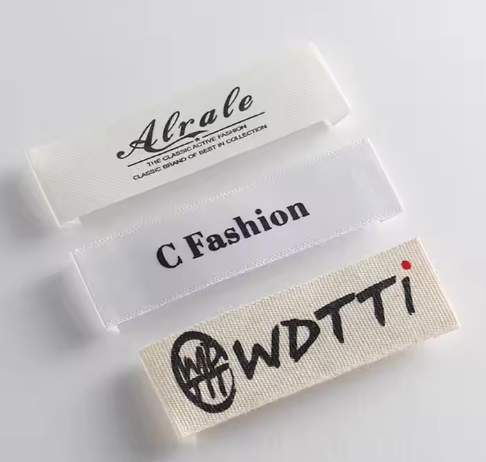 Alrale
THE CLASSIC ACTIVE FASHION
CLASSIC BRAND OF BEST IN COLLECTION
C Fashion
WDTTi